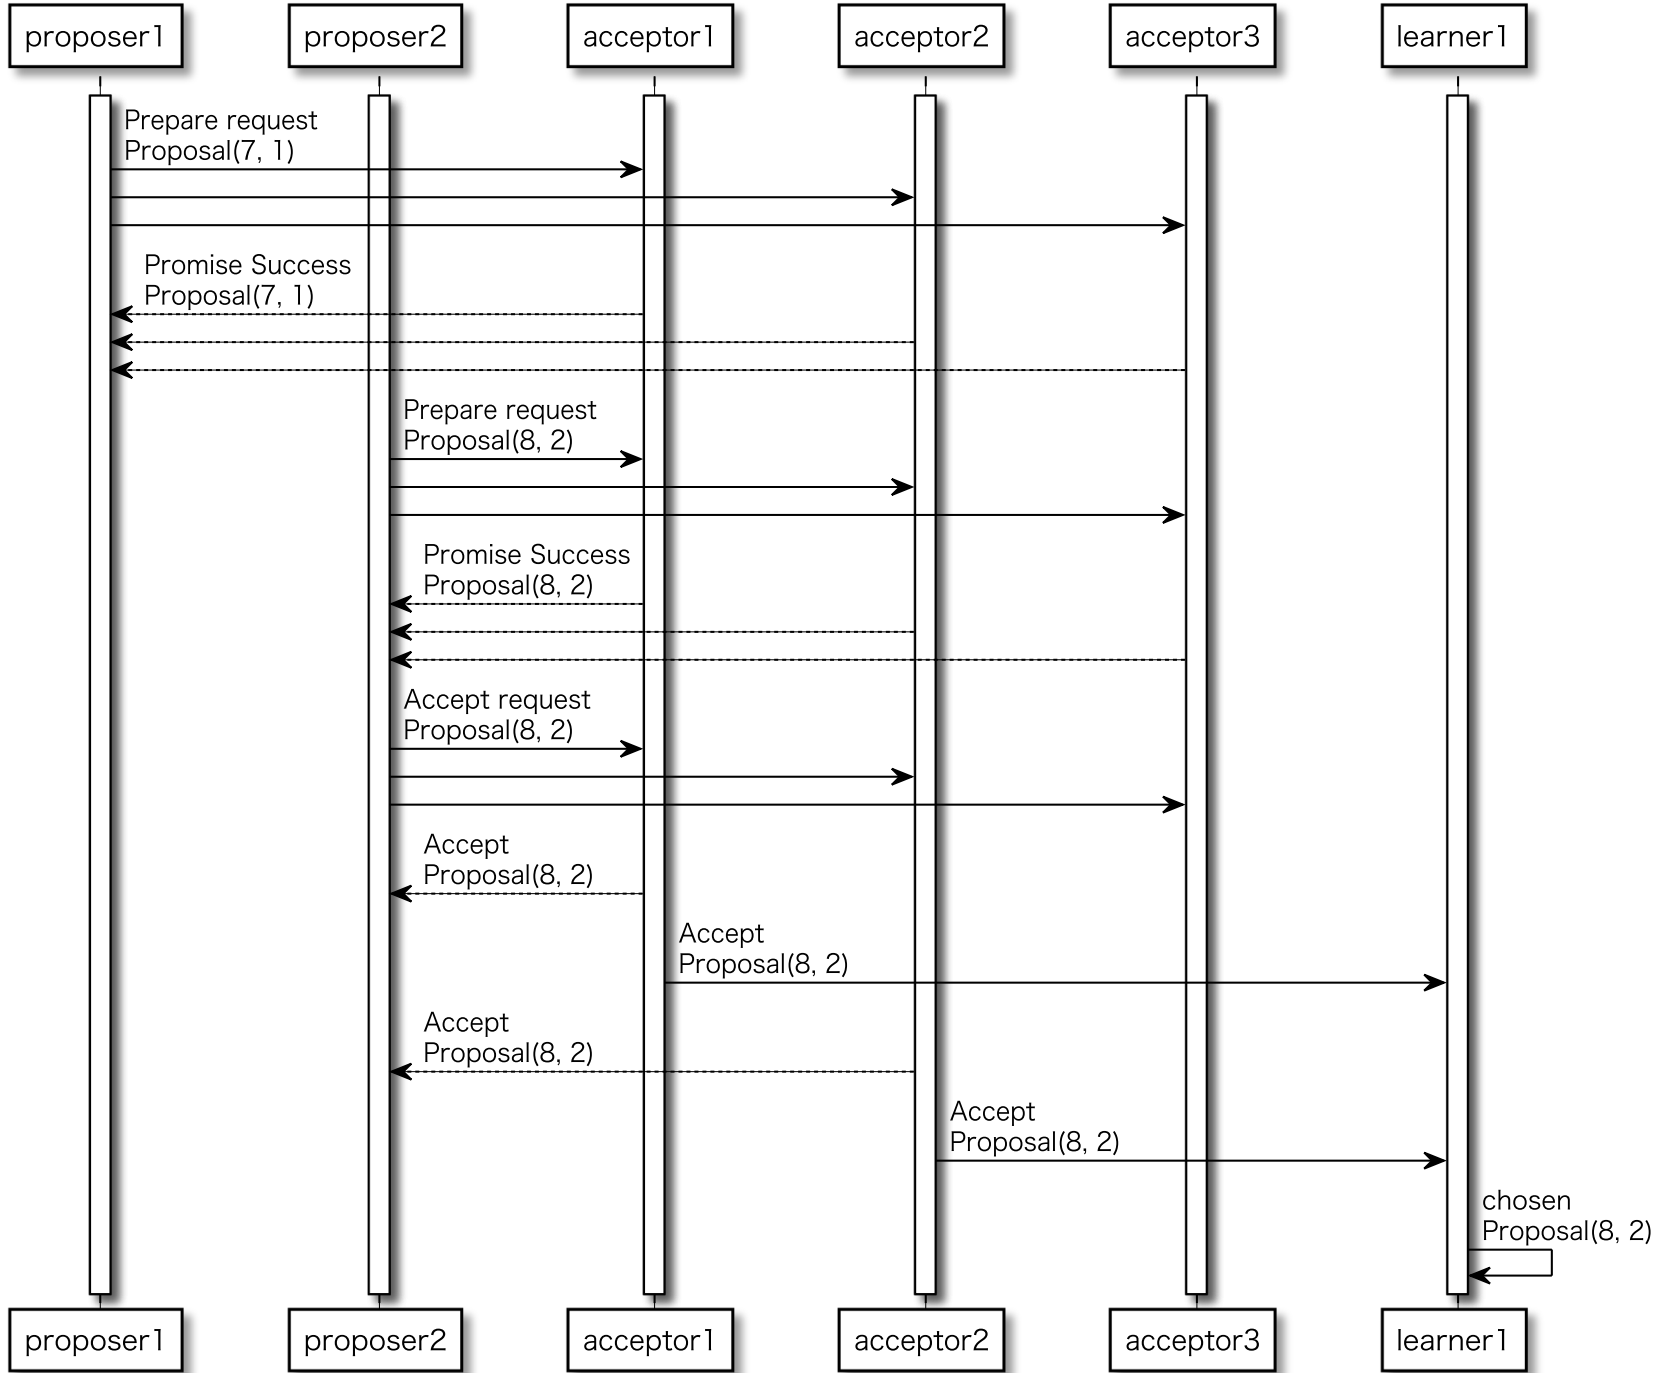 proposer1
proposer2
acceptor1
acceptor2
acceptor3
learner1
Prepare request
Proposal(7, 1)
Promise Success
Proposal(7, 1)
Prepare request
Proposal(8, 2)
Promise Success
Proposal(8, 2)
Accept request
Proposal(8, 2)
Accept
Proposal(8, 2)
Accept
Proposal(8, 2)
Accept
Proposal(8, 2)
Accept
Proposal(8, 2)
chosen
Proposal(8, 2)
proposer1
proposer2
acceptor1
acceptor2
acceptor3
learner1